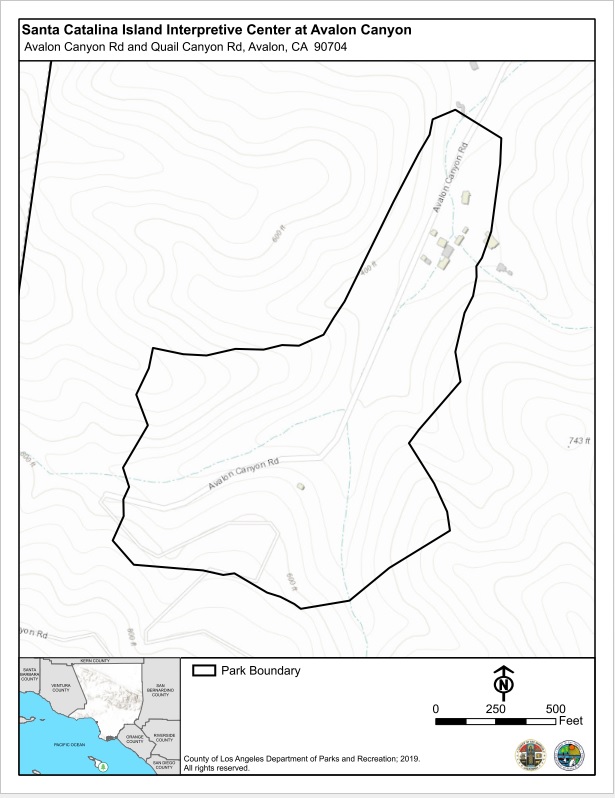 Santa Catalina Island Interpretive Center at Avalon Canyon
Avalon Canyon Rd and Quail Canyon Rd, Avalon, CA 90704
Avalon Canyon Rd
600 ft
400 ft
743 ft
Avalon Canyon Rd
600 ft
800 ft
yon Rd
KERN COUNTY
SANTA
BARBARA
COUNTY
VENTURA
COUNTY
SAN
BERNARDINO
COUNTY
ORANGE
COUNTY
RIVERSIDE
COUNTY
PACIFIC OCEAN
SAN DIEGO
COUNTY
Park Boundary
N
0 250 500
Feet
County of Los Angeles Department of Parks and Recreation; 2019.
All rights reserved.